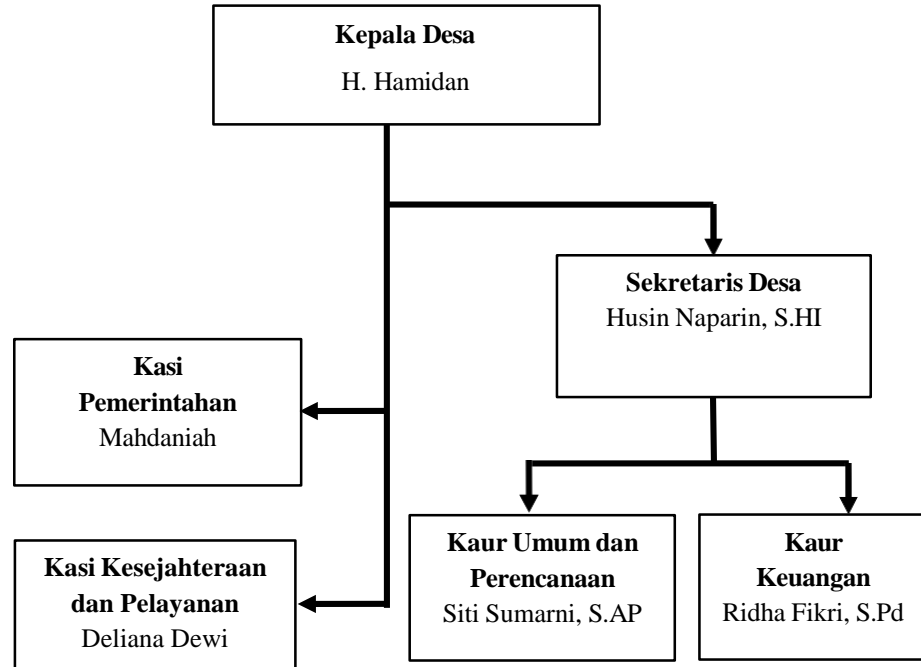 Kepala Desa
H. Hamidan
Sekretaris Desa
Husin Naparin, S.HI
Kasi
Pemerintahan
Mahdaniah
Kasi Kesejahteraan
dan Pelayanan
Deliana Dewi
Kaur Umum dan
Perencanaan
Siti Sumarni, S.AP
Kaur
Keuangan
Ridha Fikri, S.Pd